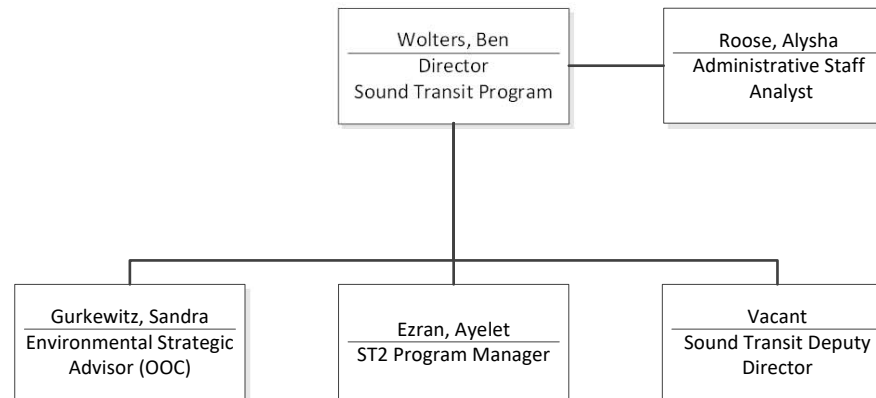 Wolters, Ben
Director
Sound Transit Program
Roose, Alysha
Administrative Staff
Analyst
Gurkewitz, Sandra
Environmental Strategic
Advisor (OOC)
Ezran, Ayelet
ST2 Program Manager
Vacant
Sound Transit Deputy
Director